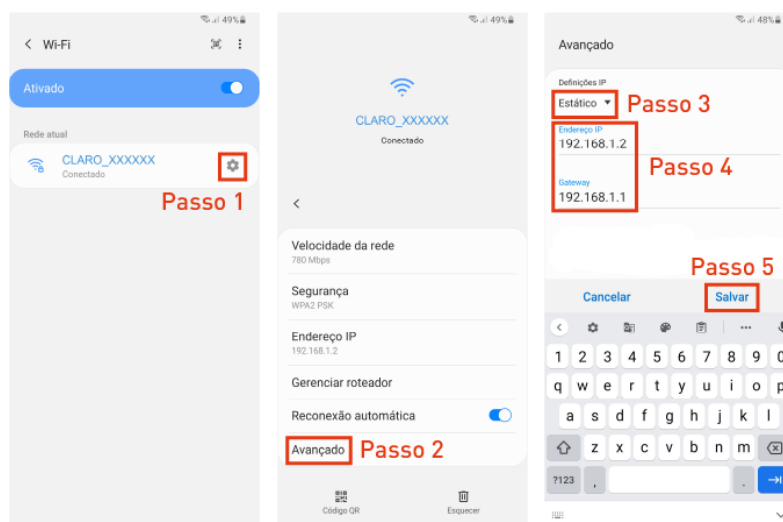 49%
Wi-Fi
Ativado
Rede atual
CLARO_XXXXXX
Conectado
Passo 1
49%
CLARO_XXXXXX
Conectado
Velocidade da rede
780 Mbps
Segurança
WPA2 PSK
Endereço IP
192.168.1.2
Gerenciar roteador
Reconexão automática
Avançado Passo 2
Código QR Esquecer
48%
Avançado
Definições IP
Estático Passo 3
Endereço IP
192.168.1.2
Passo 4
Gateway
192.168.1.1
Passo 5
Cancelar Salvar
1 2 3 4 5 6 7 8 9 0
q w e r t y u i o p
a s d f g h j k l
z x c v b n m
?123 , .